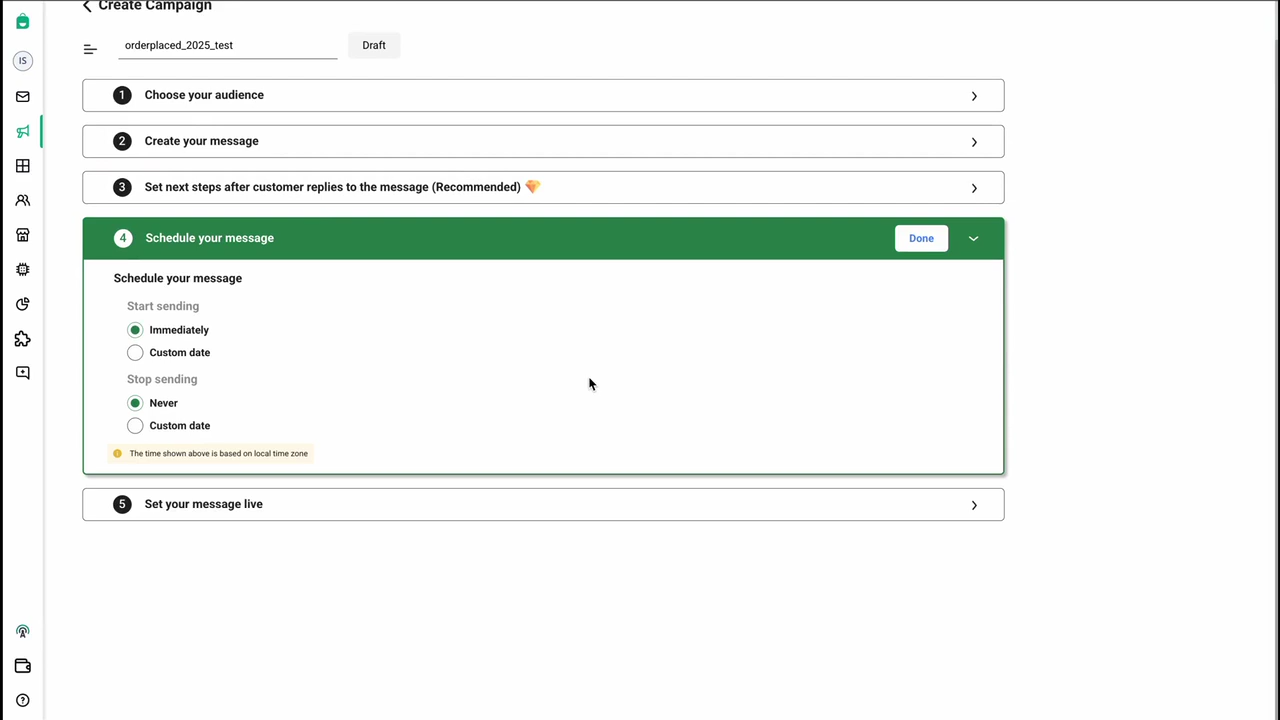 Create Campaign
IS
orderplaced_2025_test
Draft
1 Choose your audience
2 Create your message
3 Set next steps after customer replies to the message (Recommended)
4 Schedule your message
Done
Schedule your message
Start sending
Immediately
Custom date
Stop sending
Never
Custom date
The time shown above is based on local time zone
5 Set your message live